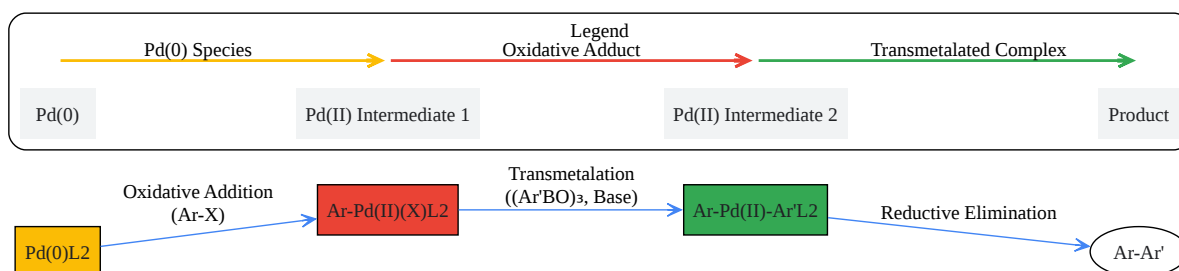 Legend
Pd(0) Species
Oxidative Adduct
Transmetalated Complex
Pd(0)
Pd(II) Intermediate 1
Pd(II) Intermediate 2
Product
Oxidative Addition
(Ar-X)
Transmetalation
((Ar'BO)₃, Base)
Reductive Elimination
Pd(0)L2
Ar-Pd(II)(X)L2
Ar-Pd(II)-Ar'L2
Ar-Ar'